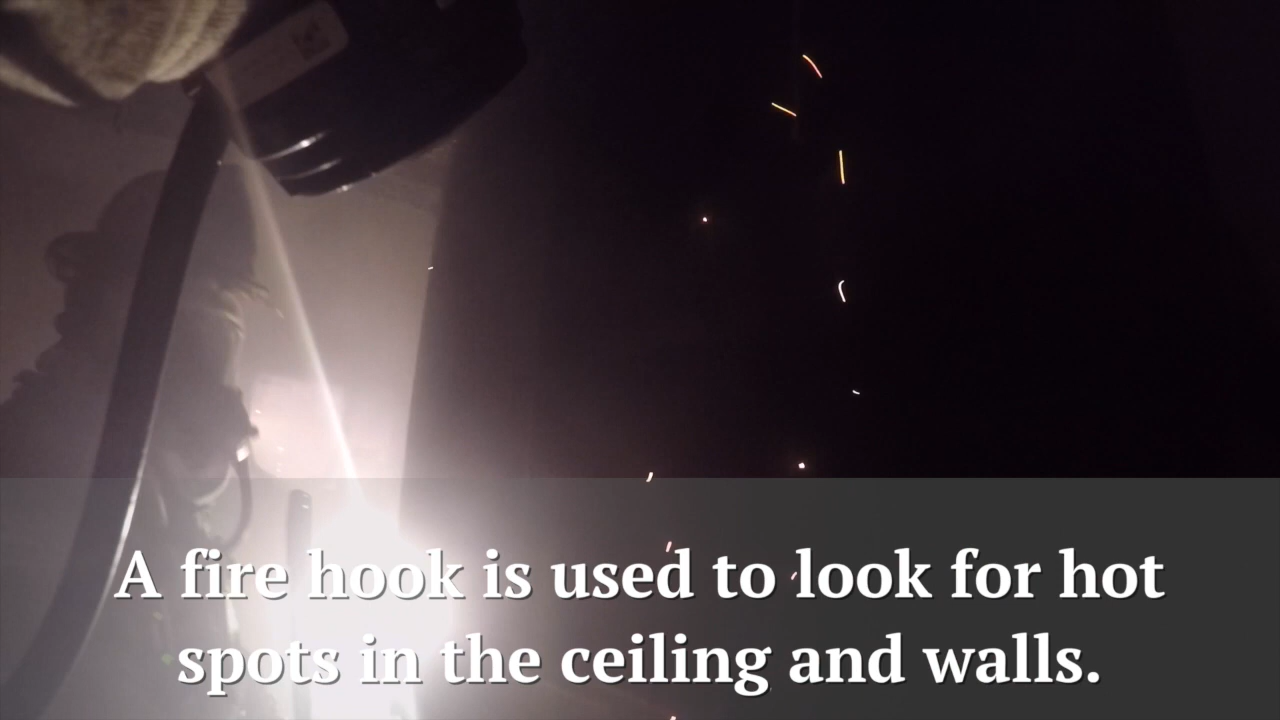 A fire hook is used to look for hot
spots in the ceiling and walls.